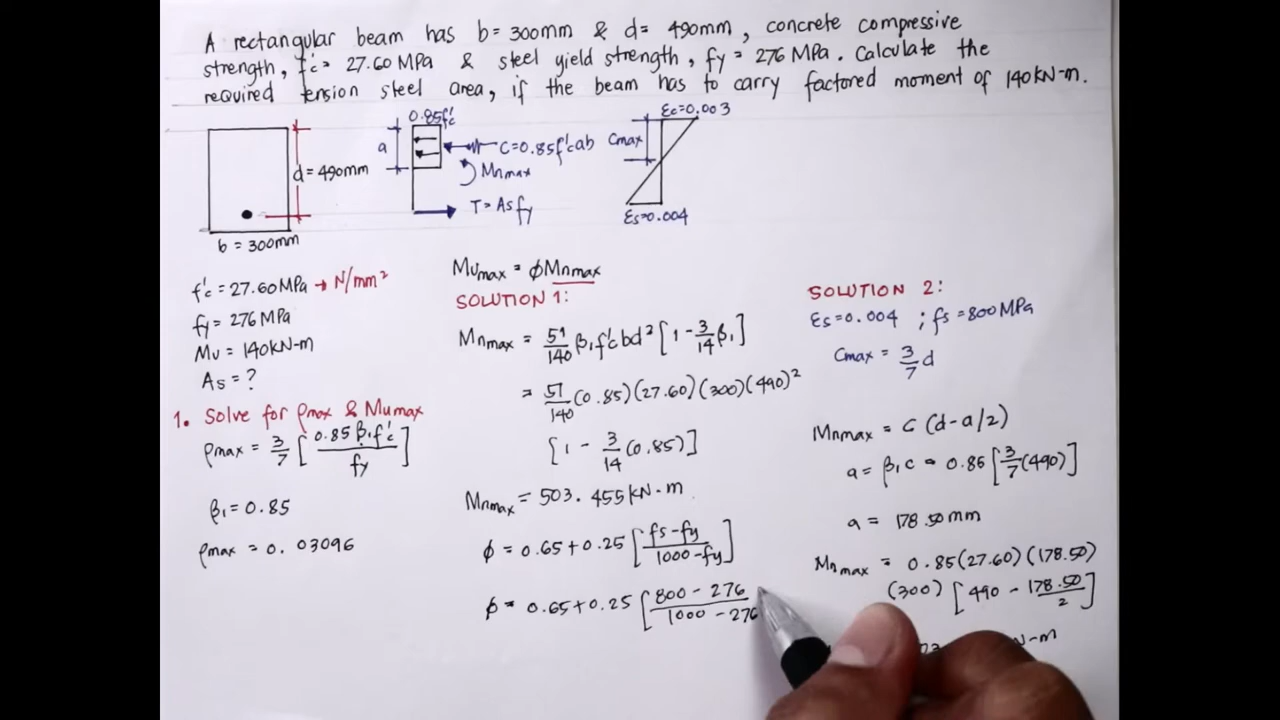 A rectangular beam has b = 300mm & d = 490mm, concrete compressive
strength, f'c = 27.60 MPa & steel yield strength, fy = 276 MPa. Calculate the
required tension steel area, if the beam has to carry factored moment of 140kN-m.
0.85f'c
a
C=0.85f'cab
Mnmax
T = Asfy
d = 490mm
b = 300mm
εc=0.003
Cmax
εs=0.004
f'c = 27.60 MPa → N/mm²
fy = 276 MPa
Mu = 140kN-m
As = ?
1. Solve for ρmax & Mumax
ρmax = 3/7 [0.85 β1f'c / fy]
β1 = 0.85
ρmax = 0.03096
Mumax = φMnmax
SOLUTION 1:
Mnmax = 51/140 β1f'cbd² [1 - 3/14 β1]
= 51/140 (0.85)(27.60)(300)(490)²
[1 - 3/14 (0.85)]
Mnmax = 503.455kN-m
φ = 0.65+0.25 [fs-fy / 1000-fy]
φ = 0.65+0.25 [800 - 276 / 1000 - 276
SOLUTION 2:
εs=0.004 ; fs = 800 MPa
Cmax = 3/7 d
Mnmax = C (d-a/2)
a = β1c = 0.85 [3/7 (490)]
a = 178.50mm
Mnmax = 0.85(27.60)(178.50)
(300) [490 - 178.50/2]
N-m